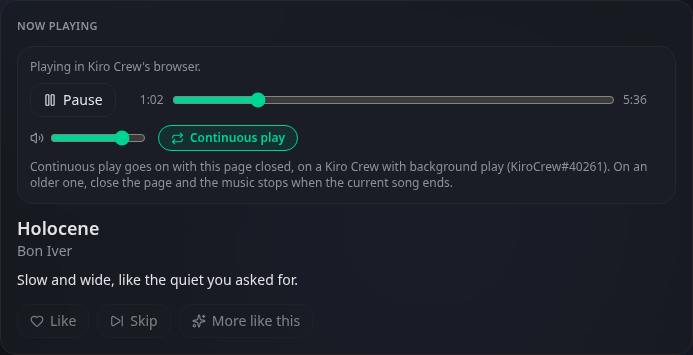 NOW PLAYING
Playing in Kiro Crew's browser.
Pause
1:02
5:36
Continuous play
Continuous play goes on with this page closed, on a Kiro Crew with background play (KiroCrew#40261). On an
older one, close the page and the music stops when the current song ends.
Holocene
Bon Iver
Slow and wide, like the quiet you asked for.
Like
Skip
More like this